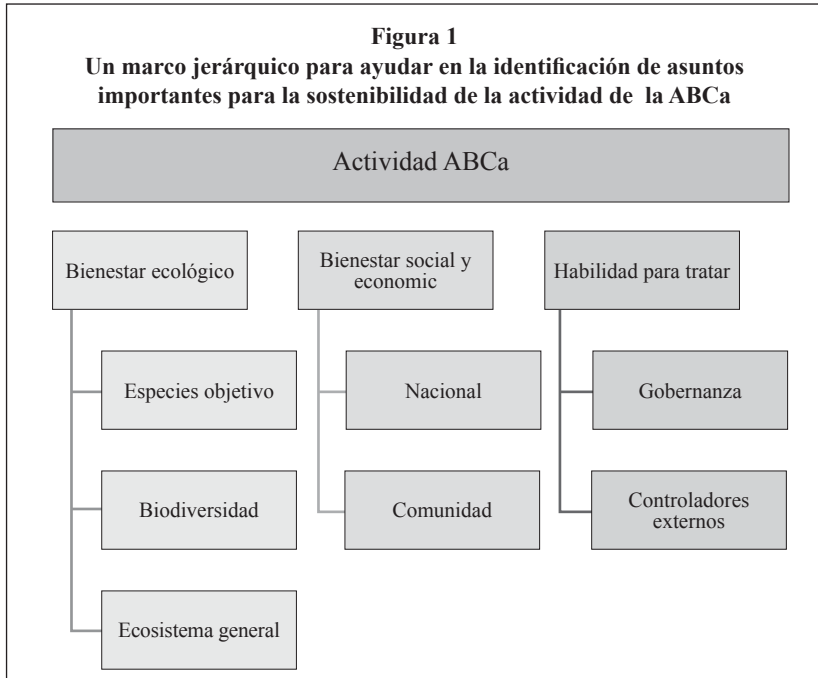 Figura 1
Un marco jerárquico para ayudar en la identificación de asuntos
importantes para la sostenibilidad de la actividad de la ABCa
Actividad ABCa
Bienestar ecológico
Especies objetivo
Biodiversidad
Ecosistema general
Bienestar social y
economic
Nacional
Comunidad
Habilidad para tratar
Gobernanza
Controladores
externos